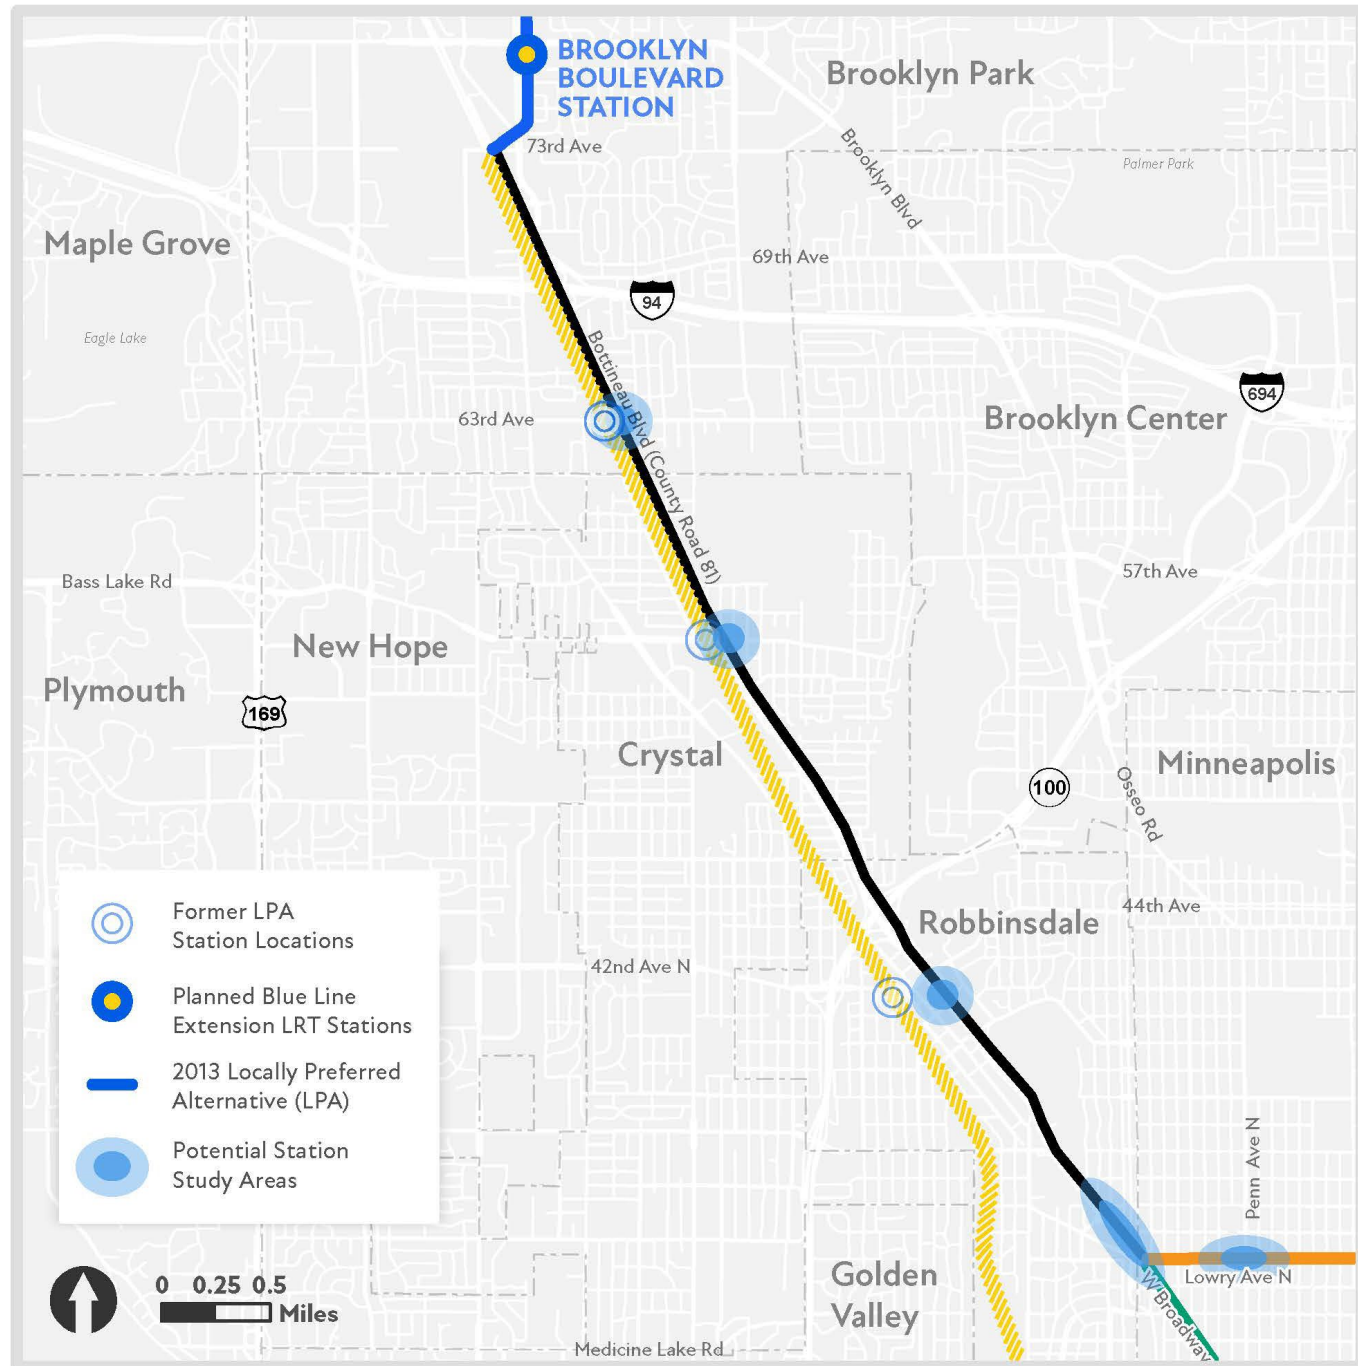 BROOKLYN
BOULEVARD
STATION
Brooklyn Park
73rd Ave
Brooklyn Blvd
Palmer Park
Maple Grove
69th Ave
94
Eagle Lake
Bottineau Blvd (County Road 81)
694
63rd Ave
Brooklyn Center
Bass Lake Rd
57th Ave
New Hope
Plymouth
169
Crystal
Minneapolis
100
Osseo Rd
Former LPA
Station Locations
Robbinsdale
44th Ave
42nd Ave N
Planned Blue Line
Extension LRT Stations
2013 Locally Preferred
Alternative (LPA)
Potential Station
Study Areas
Penn Ave N
Golden
Valley
Lowry Ave N
W Broadway
0 0.25 0.5
Miles
Medicine Lake Rd